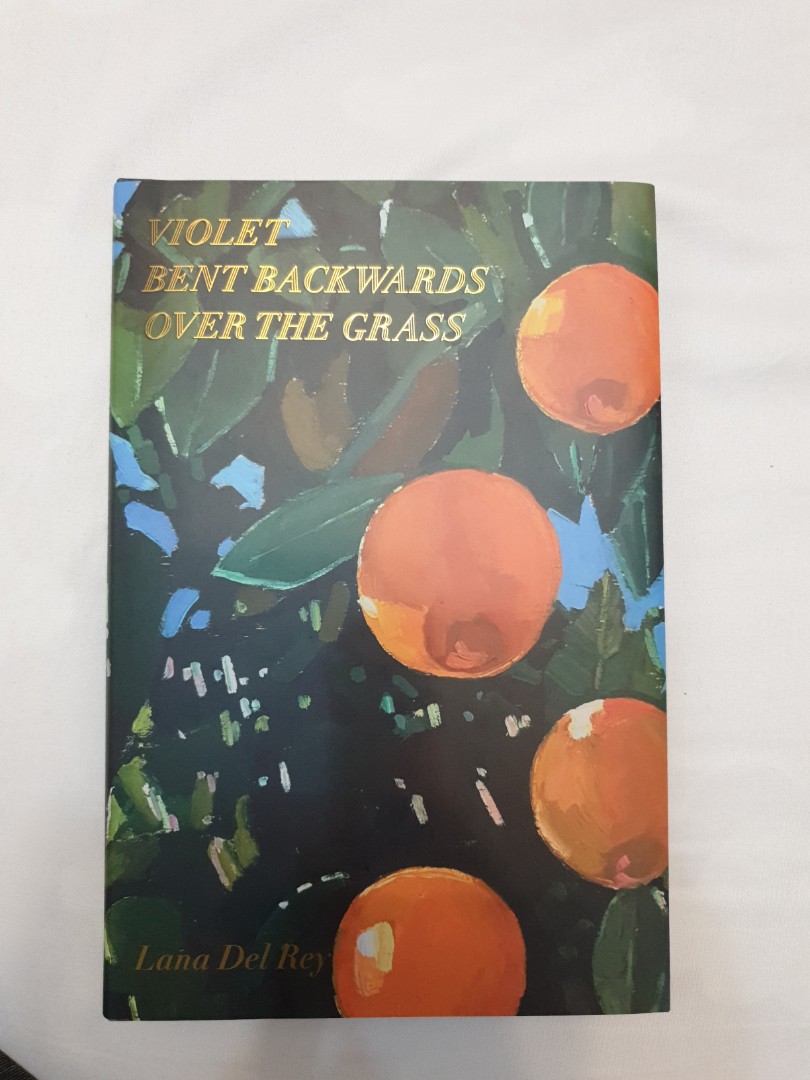 VIOLET
BENT BACKWARDS
OVER THE GRASS
Lana Del Rey